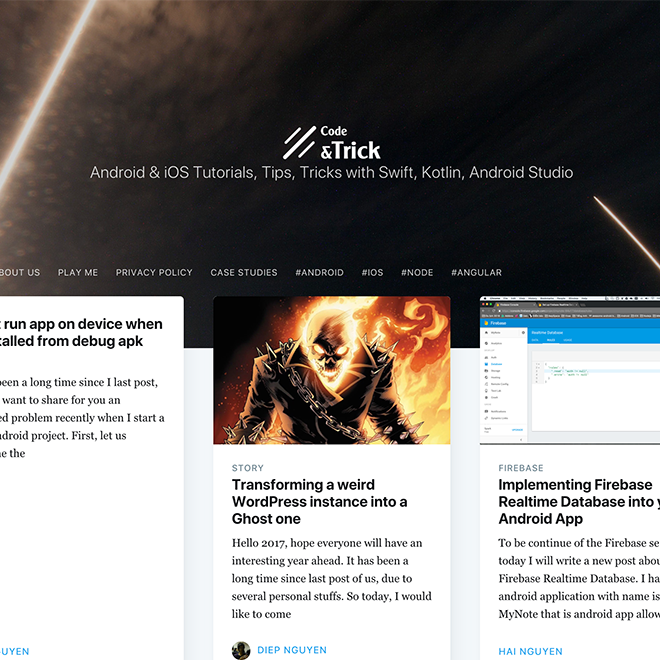 Code
&Trick
Android & iOS Tutorials, Tips, Tricks with Swift, Kotlin, Android Studio
BOUT US PLAY ME PRIVACY POLICY CASE STUDIES #ANDROID #IOS #NODE #ANGULAR
run app on device when
alled from debug apk
been a long time since I last post,
want to share for you an
ed problem recently when I start a
droid project. First, let us
e the
UYEN
STORY
Transforming a weird
WordPress instance into a
Ghost one
Hello 2017, hope everyone will have an
interesting year ahead. It has been a
long time since last post of us, due to
several personal stuffs. So today, I would
like to come
DIEP NGUYEN
Firebase
Realtime Database
FIREBASE
Implementing Firebase
Realtime Database into
Android App
To be continue of the Firebase se
today I will write a new post abou
Firebase Realtime Database. I ha
android application with name is
MyNote that is android app allow
HAI NGUYEN